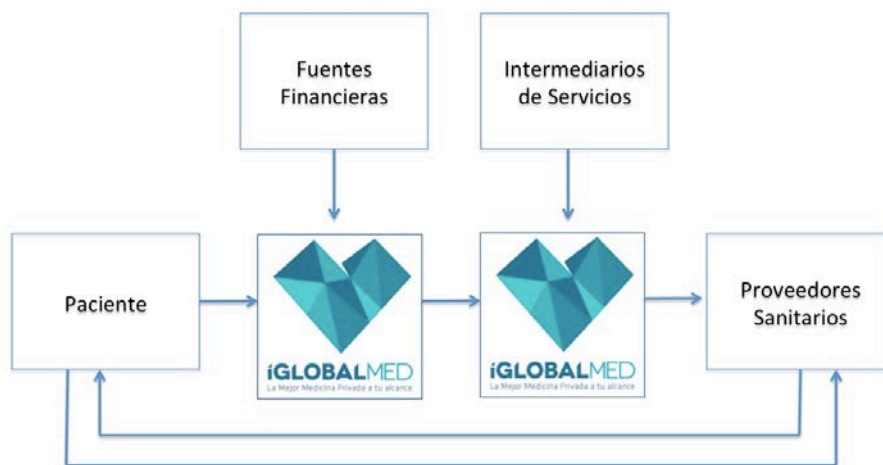 Fuentes
Financieras
Intermediarios
de Servicios
Paciente
iGLOBALMED
La Mejor Medicina Privada a tu alcance
iGLOBALMED
La Mejor Medicina Privada a tu alcance
Proveedores
Sanitarios